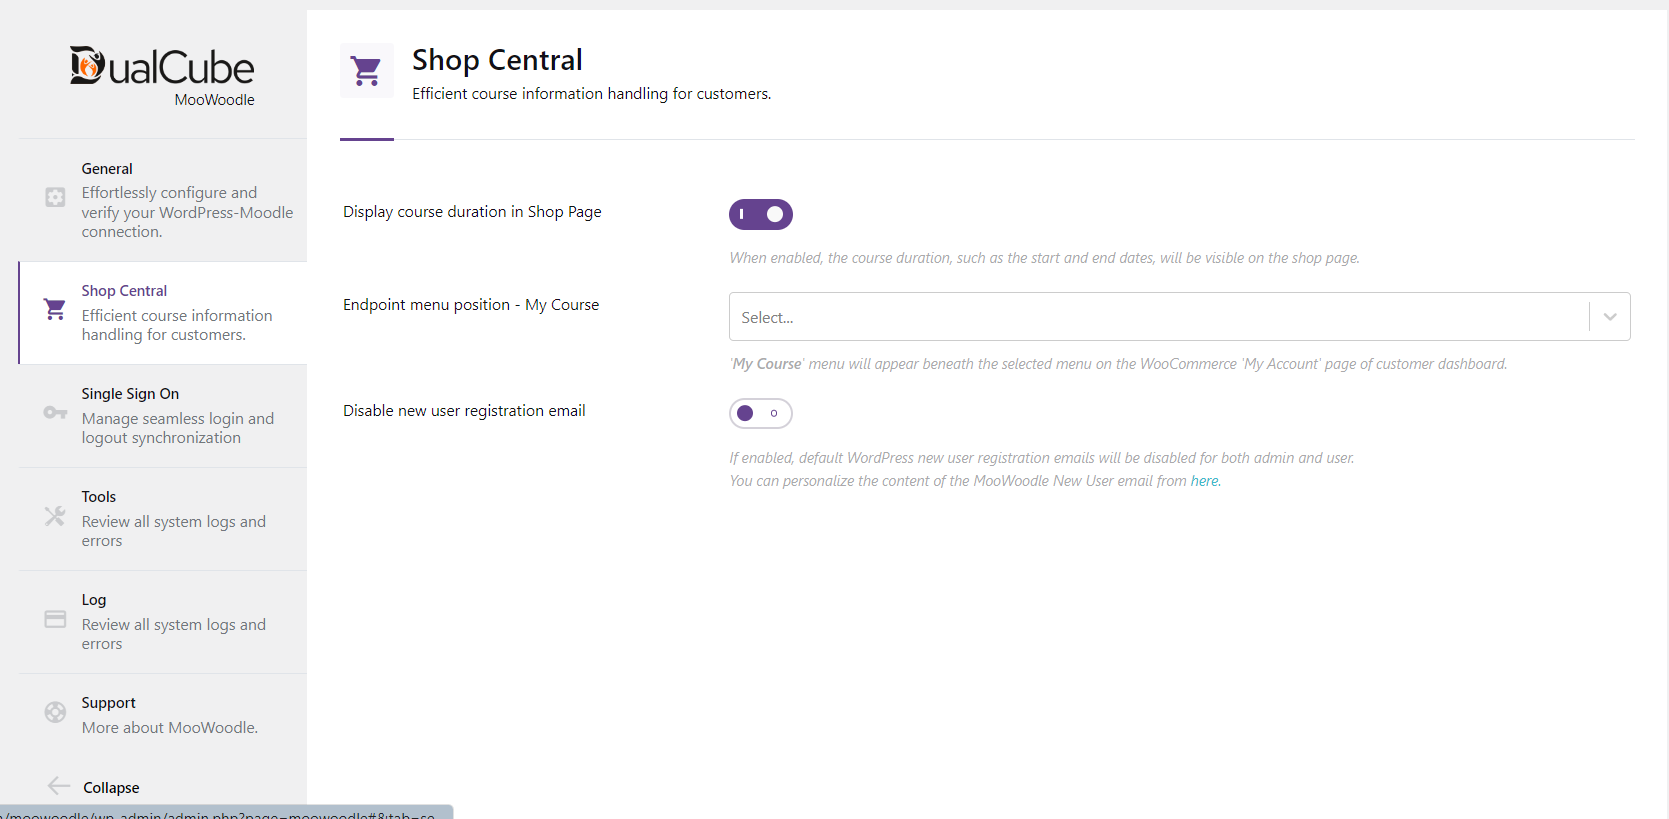 DualCube
MooWoodle
General
Effortlessly configure and
verify your WordPress-Moodle
connection.
Shop Central
Efficient course information
handling for customers.
Single Sign On
Manage seamless login and
logout synchronization
Tools
Review all system logs and
errors
Log
Review all system logs and
errors
Support
More about MooWoodle.
Collapse
Shop Central
Efficient course information handling for customers.
Display course duration in Shop Page
When enabled, the course duration, such as the start and end dates, will be visible on the shop page.
Endpoint menu position - My Course
Select...
'My Course' menu will appear beneath the selected menu on the WooCommerce 'My Account' page of customer dashboard.
Disable new user registration email
If enabled, default WordPress new user registration emails will be disabled for both admin and user.
You can personalize the content of the MooWoodle New User email from here.
/moowoodle/wp-admin/admin.php?page=moowoodle#&tab=se